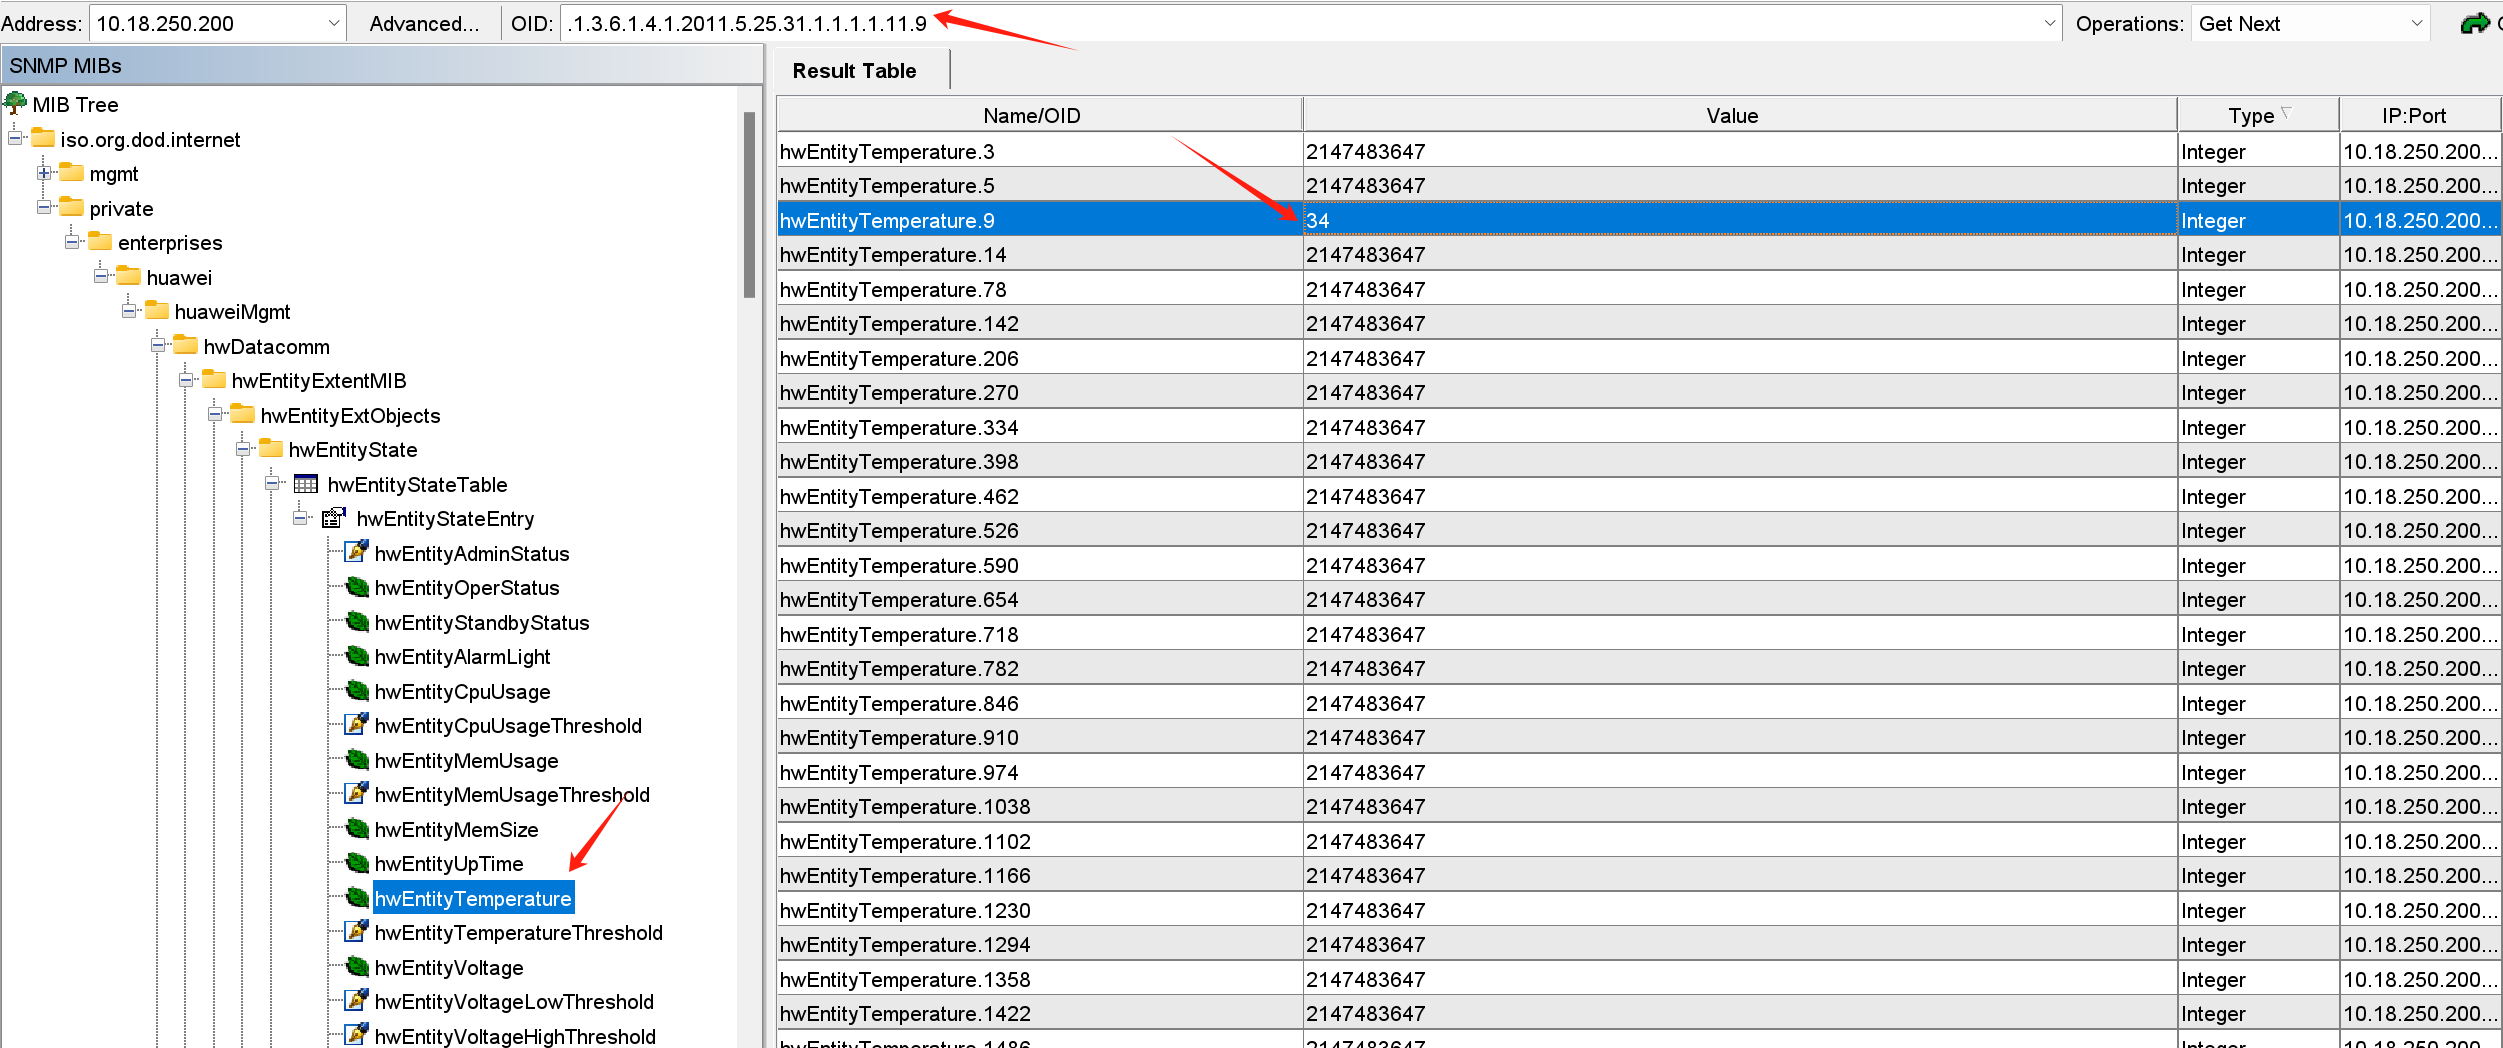 Address: 10.18.250.200 Advanced... OID: .1.3.6.1.4.1.2011.5.25.31.1.1.1.1.11.9 Operations: Get Next
SNMP MIBs
MIB Tree
iso.org.dod.internet
mgmt
private
enterprises
huawei
huaweiMgmt
hwDatacomm
hwEntityExtentMIB
hwEntityExtObjects
hwEntityState
hwEntityStateTable
hwEntityStateEntry
hwEntityAdminStatus
hwEntityOperStatus
hwEntityStandbyStatus
hwEntityAlarmLight
hwEntityCpuUsage
hwEntityCpuUsageThreshold
hwEntityMemUsage
hwEntityMemUsageThreshold
hwEntityMemSize
hwEntityUpTime
hwEntityTemperature
hwEntityTemperatureThreshold
hwEntityVoltage
hwEntityVoltageLowThreshold
hwEntityVoltageHighThreshold
Result Table
Name/OID Value Type IP:Port
hwEntityTemperature.3 2147483647 Integer 10.18.250.200...
hwEntityTemperature.5 2147483647 Integer 10.18.250.200...
hwEntityTemperature.9 34 Integer 10.18.250.200...
hwEntityTemperature.14 2147483647 Integer 10.18.250.200...
hwEntityTemperature.78 2147483647 Integer 10.18.250.200...
hwEntityTemperature.142 2147483647 Integer 10.18.250.200...
hwEntityTemperature.206 2147483647 Integer 10.18.250.200...
hwEntityTemperature.270 2147483647 Integer 10.18.250.200...
hwEntityTemperature.334 2147483647 Integer 10.18.250.200...
hwEntityTemperature.398 2147483647 Integer 10.18.250.200...
hwEntityTemperature.462 2147483647 Integer 10.18.250.200...
hwEntityTemperature.526 2147483647 Integer 10.18.250.200...
hwEntityTemperature.590 2147483647 Integer 10.18.250.200...
hwEntityTemperature.654 2147483647 Integer 10.18.250.200...
hwEntityTemperature.718 2147483647 Integer 10.18.250.200...
hwEntityTemperature.782 2147483647 Integer 10.18.250.200...
hwEntityTemperature.846 2147483647 Integer 10.18.250.200...
hwEntityTemperature.910 2147483647 Integer 10.18.250.200...
hwEntityTemperature.974 2147483647 Integer 10.18.250.200...
hwEntityTemperature.1038 2147483647 Integer 10.18.250.200...
hwEntityTemperature.1102 2147483647 Integer 10.18.250.200...
hwEntityTemperature.1166 2147483647 Integer 10.18.250.200...
hwEntityTemperature.1230 2147483647 Integer 10.18.250.200...
hwEntityTemperature.1294 2147483647 Integer 10.18.250.200...
hwEntityTemperature.1358 2147483647 Integer 10.18.250.200...
hwEntityTemperature.1422 2147483647 Integer 10.18.250.200...